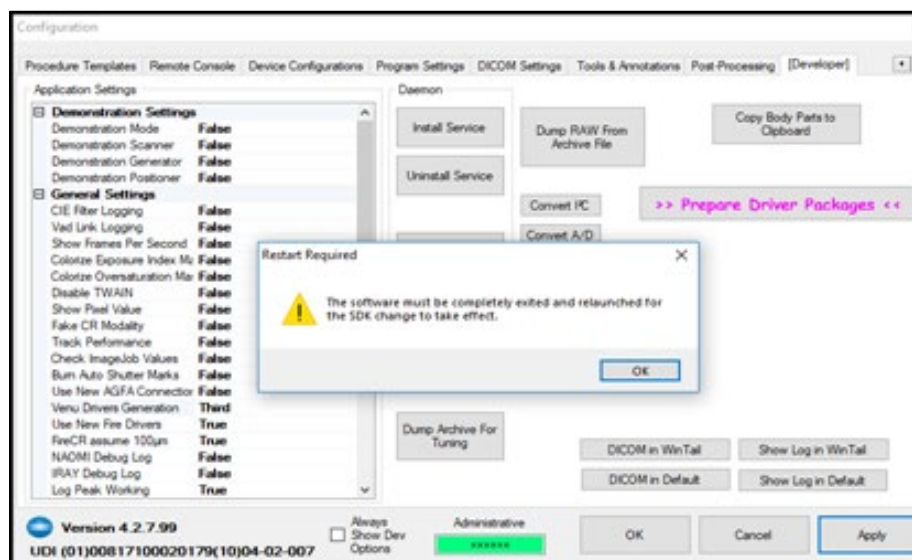 Configuration
Procedure Templates Remote Console Device Configurations Program Settings DICOM Settings Tools & Annotations Post-Processing [Developer]
Application Settings
Demonstration Settings
Demonstration Mode False
Demonstration Scanner False
Demonstration Generator False
Demonstration Positioner False
General Settings
CIE Filter Logging False
Vad Link Logging False
Show Frames Per Second False
Colorize Exposure Index Ma False
Colorize Oversaturation Ma False
Disable TWAIN False
Show Pixel Value False
Fake CR Modality False
Track Performance False
Check ImageJob Values False
Burn Auto Shutter Marks False
Use New AGFA Connection False
Venu Drivers Generation Third
Use New Fire Drivers True
FireCR assume 100µm True
NAOMI Debug Log False
IRAY Debug Log False
Log Peak Working True
Daemon
Install Service
Uninstall Service
Dump RAW From
Archive File
Copy Body Parts to
Clipboard
Convert I²C
Convert A/D
>> Prepare Driver Packages <<
Restart Required
The software must be completely exited and relaunched for
the SDK change to take effect.
OK
Dump Archive For
Tuning
DICOM in WinTail
Show Log in WinTail
DICOM in Default
Show Log in Default
Version 4.2.7.99
UDI (01)00817100020179(10)04-02-007
Always
Show Dev
Options
Administrative
xxxxxx
OK
Cancel
Apply